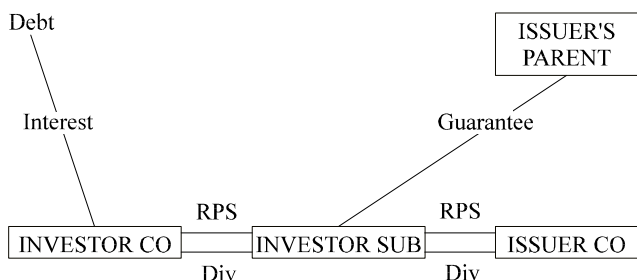 Debt
ISSUER'S
PARENT
Interest
Guarantee
RPS
RPS
INVESTOR CO
INVESTOR SUB
ISSUER CO
Div
Div